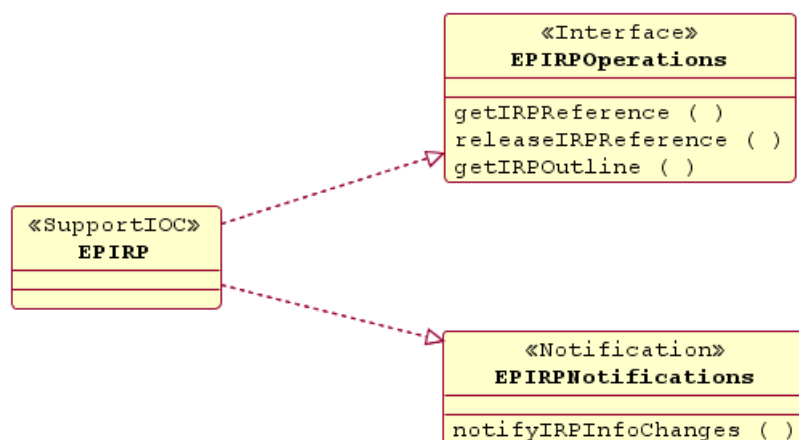 «Interface»
EPIRPOperations
getIRPReference ( )
releaseIRPReference ( )
getIRPOutline ( )
«SupportIOC»
EPIRP
«Notification»
EPIRPNotifications
notifyIRPInfoChanges ( )